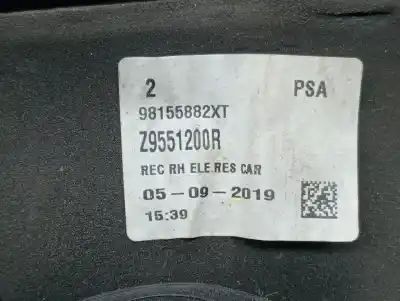 2 PSA
98155882XT
Z9551200R
REC RH ELE.RES CAR
05-09-2019
15:39